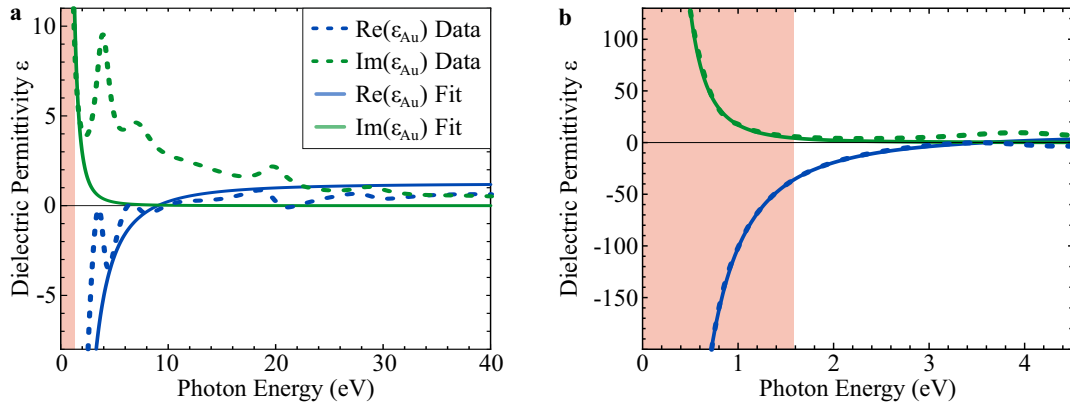 a
Dielectric Permittivity ε
10
5
0
-5
0
10
20
30
40
Photon Energy (eV)
Re(εAu) Data
Im(εAu) Data
Re(εAu) Fit
Im(εAu) Fit
b
Dielectric Permittivity ε
100
50
0
-50
-100
-150
0
1
2
3
4
Photon Energy (eV)